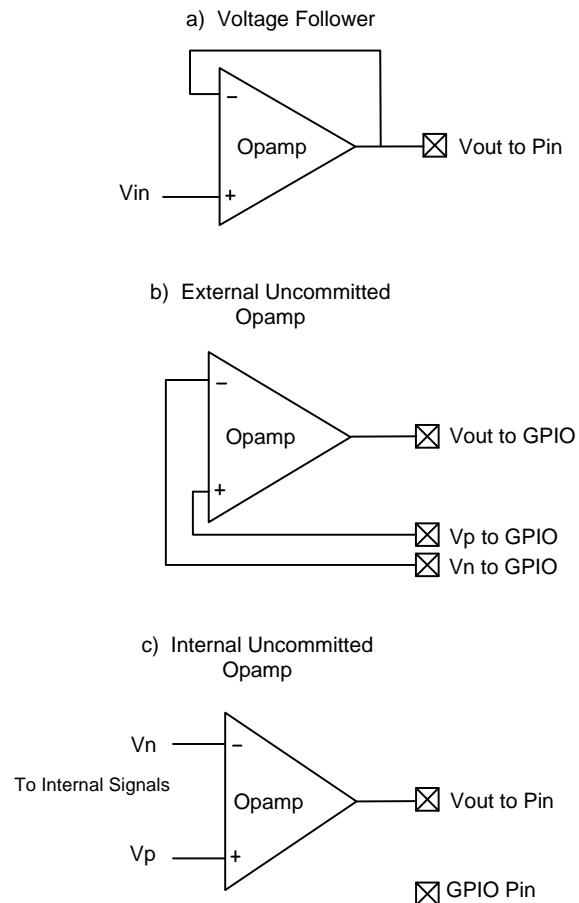 a) Voltage Follower
−
Opamp
Vout to Pin
Vin
+
b) External Uncommitted
Opamp
−
Opamp
Vout to GPIO
+
Vp to GPIO
Vn to GPIO
c) Internal Uncommitted
Opamp
Vn
−
To Internal Signals
Opamp
Vout to Pin
Vp
+
GPIO Pin